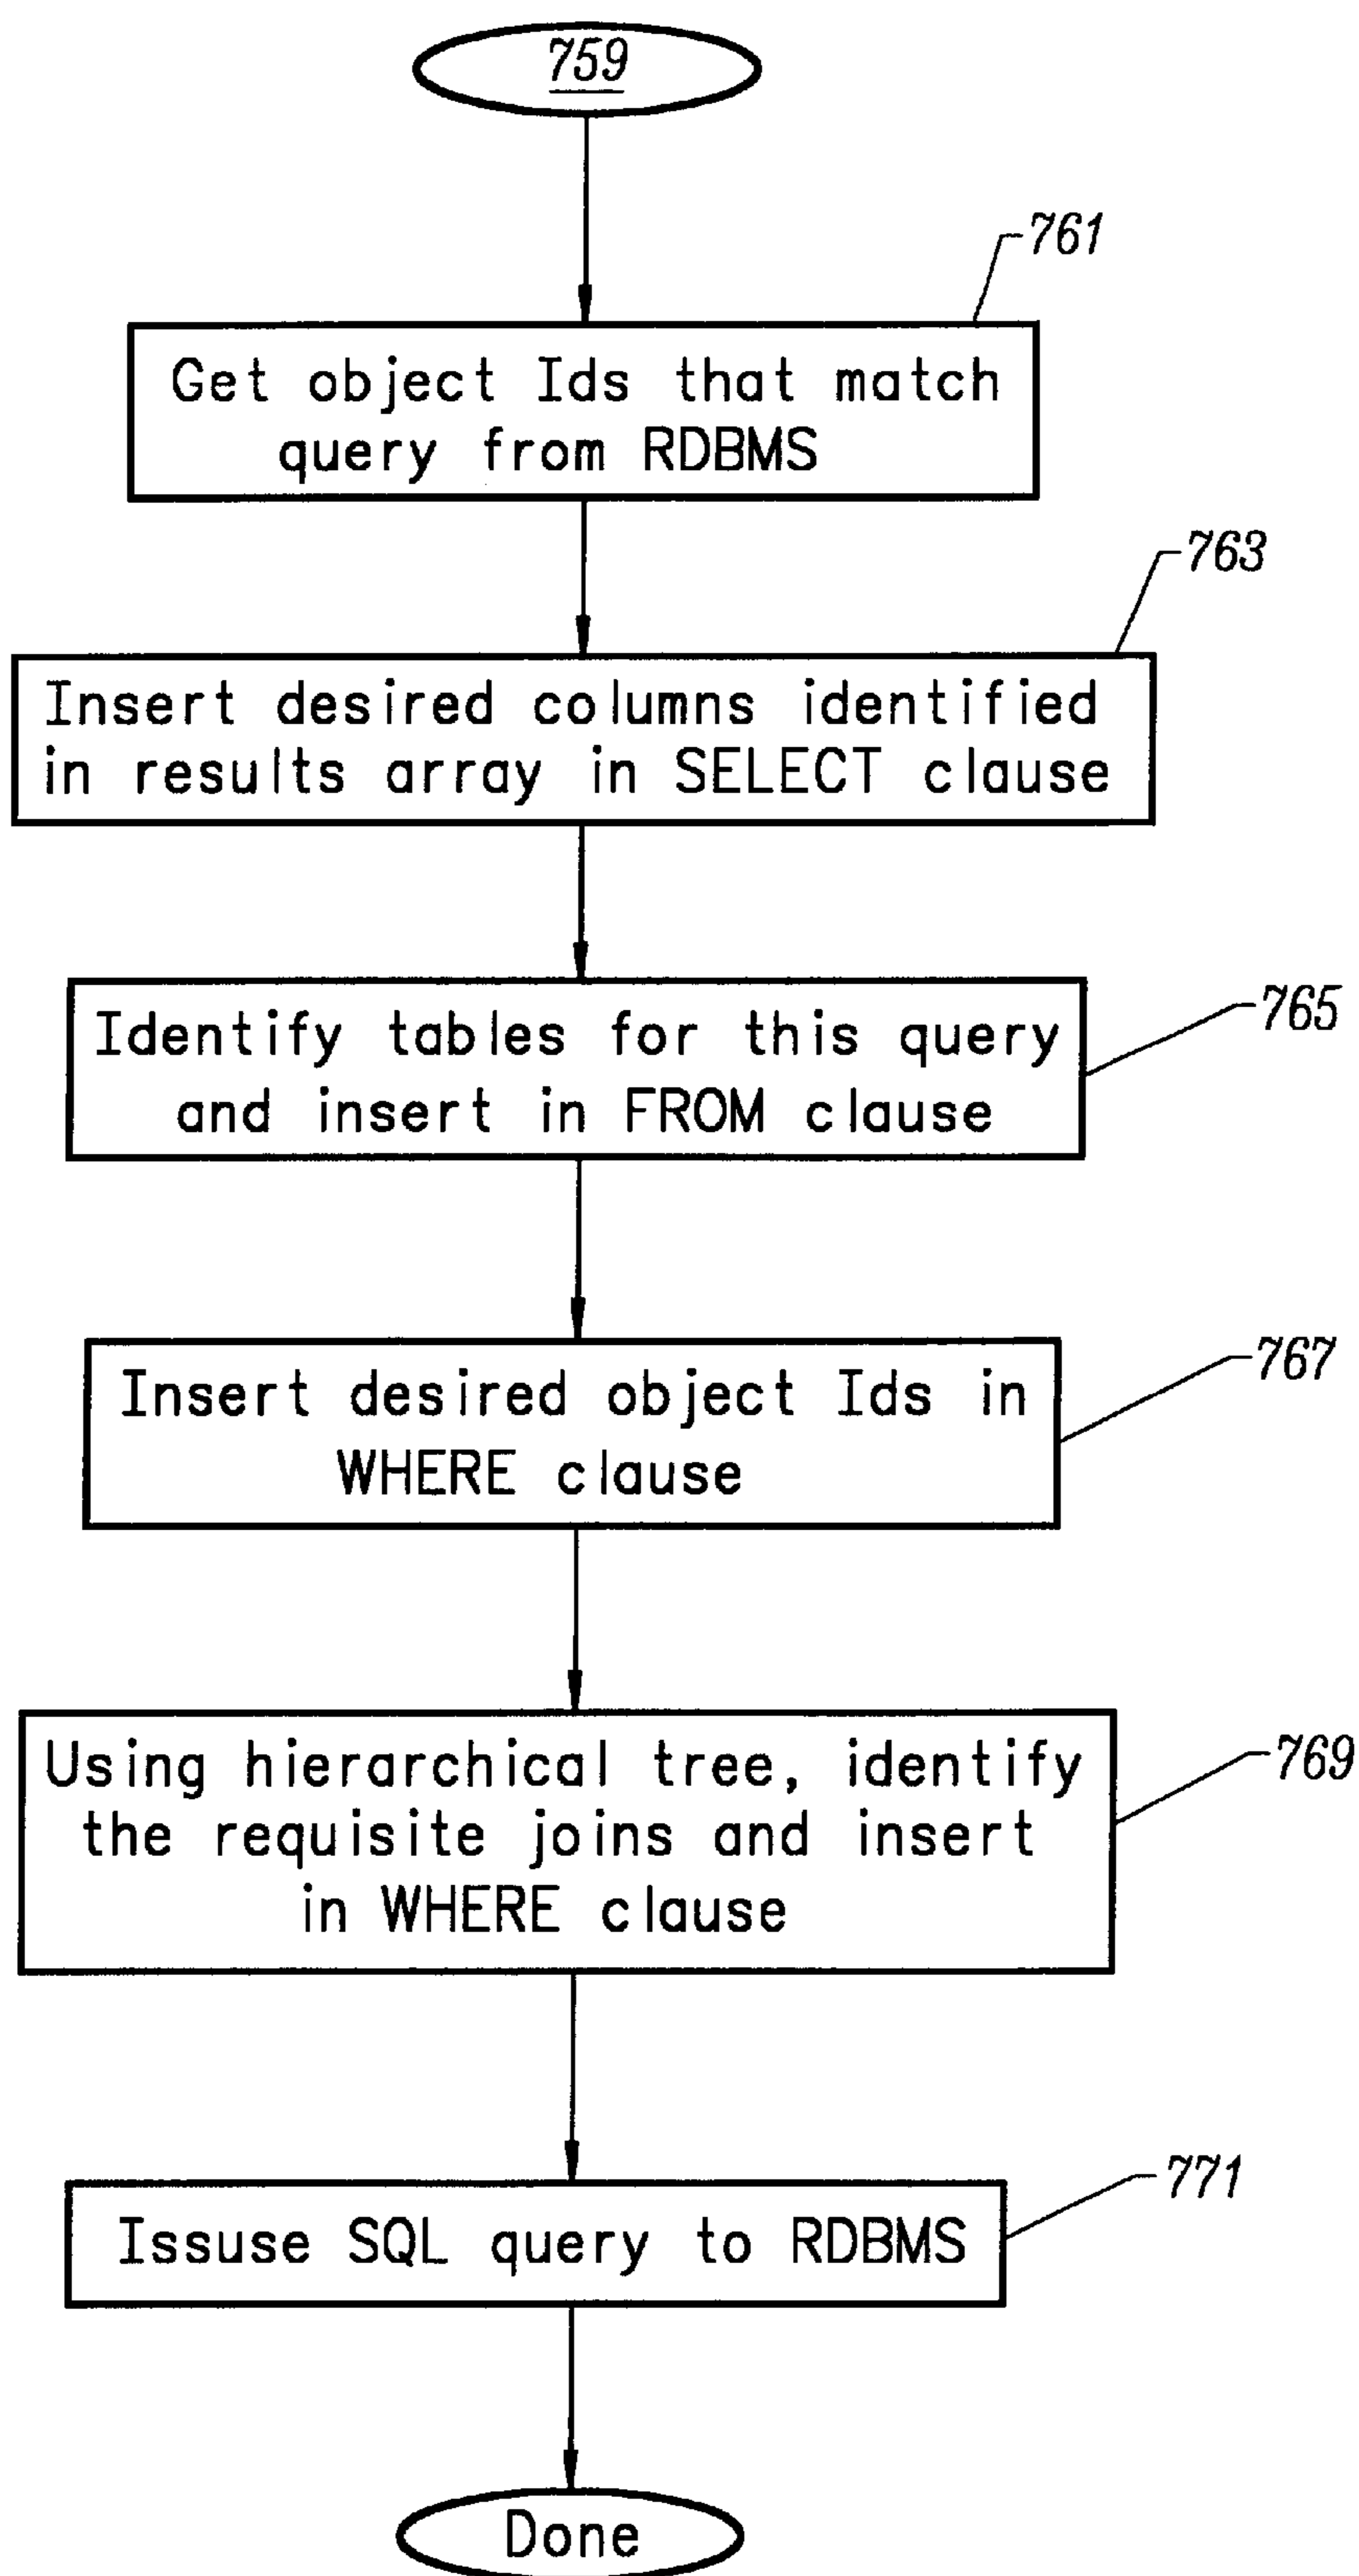 759
761
Get object Ids that match
query from RDBMS
763
Insert desired columns identified
in results array in SELECT clause
765
Identify tables for this query
and insert in FROM clause
767
Insert desired object Ids in
WHERE clause
769
Using hierarchical tree, identify
the requisite joins and insert
in WHERE clause
771
Issuse SQL query to RDBMS
Done